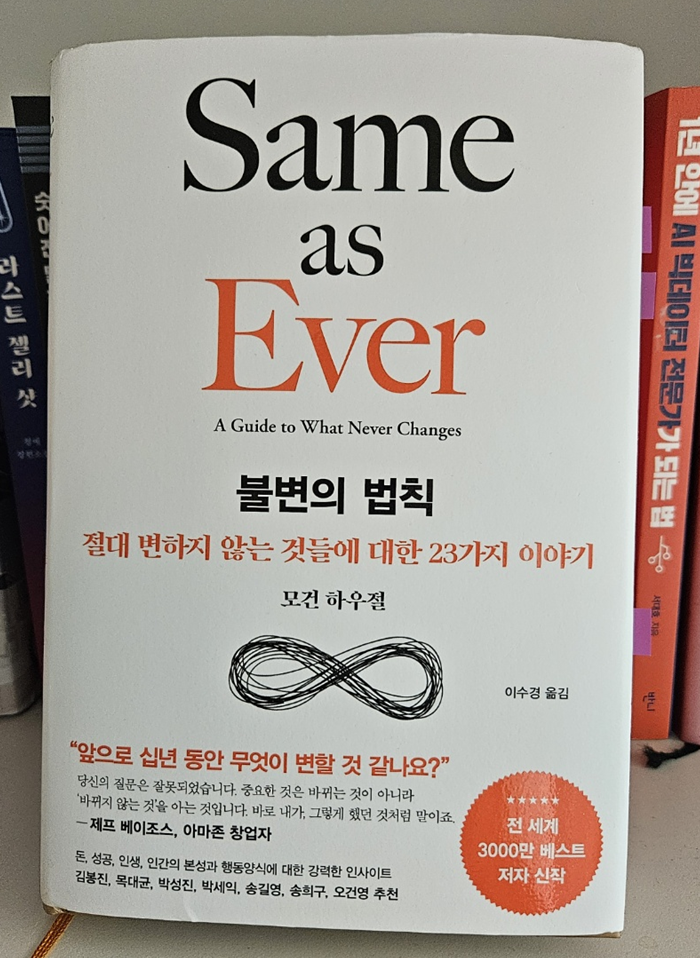 Same
as
Ever
A Guide to What Never Changes
불변의 법칙
절대 변하지 않는 것들에 대한 23가지 이야기
모건 하우절
이수경 옮김
“앞으로 십년 동안 무엇이 변할 것 같나요?”
당신의 질문은 잘못되었습니다. 중요한 것은 바뀌는 것이 아니라
‘바뀌지 않는 것’을 아는 것입니다. 바로 내가, 그렇게 했던 것처럼 말이죠.
—제프 베이조스, 아마존 창업자
돈, 성공, 인생, 인간의 본성과 행동양식에 대한 강력한 인사이트
김봉진, 목대균, 박성진, 박세익, 송길영, 송희구, 오건영 추천
★★★★★
전 세계
3000만 베스트
저자 신작
라스트 젤리 샷
장편소설
1년 안에 AI 빅데이터 전문가가 되는 법
서대호 지음
반니